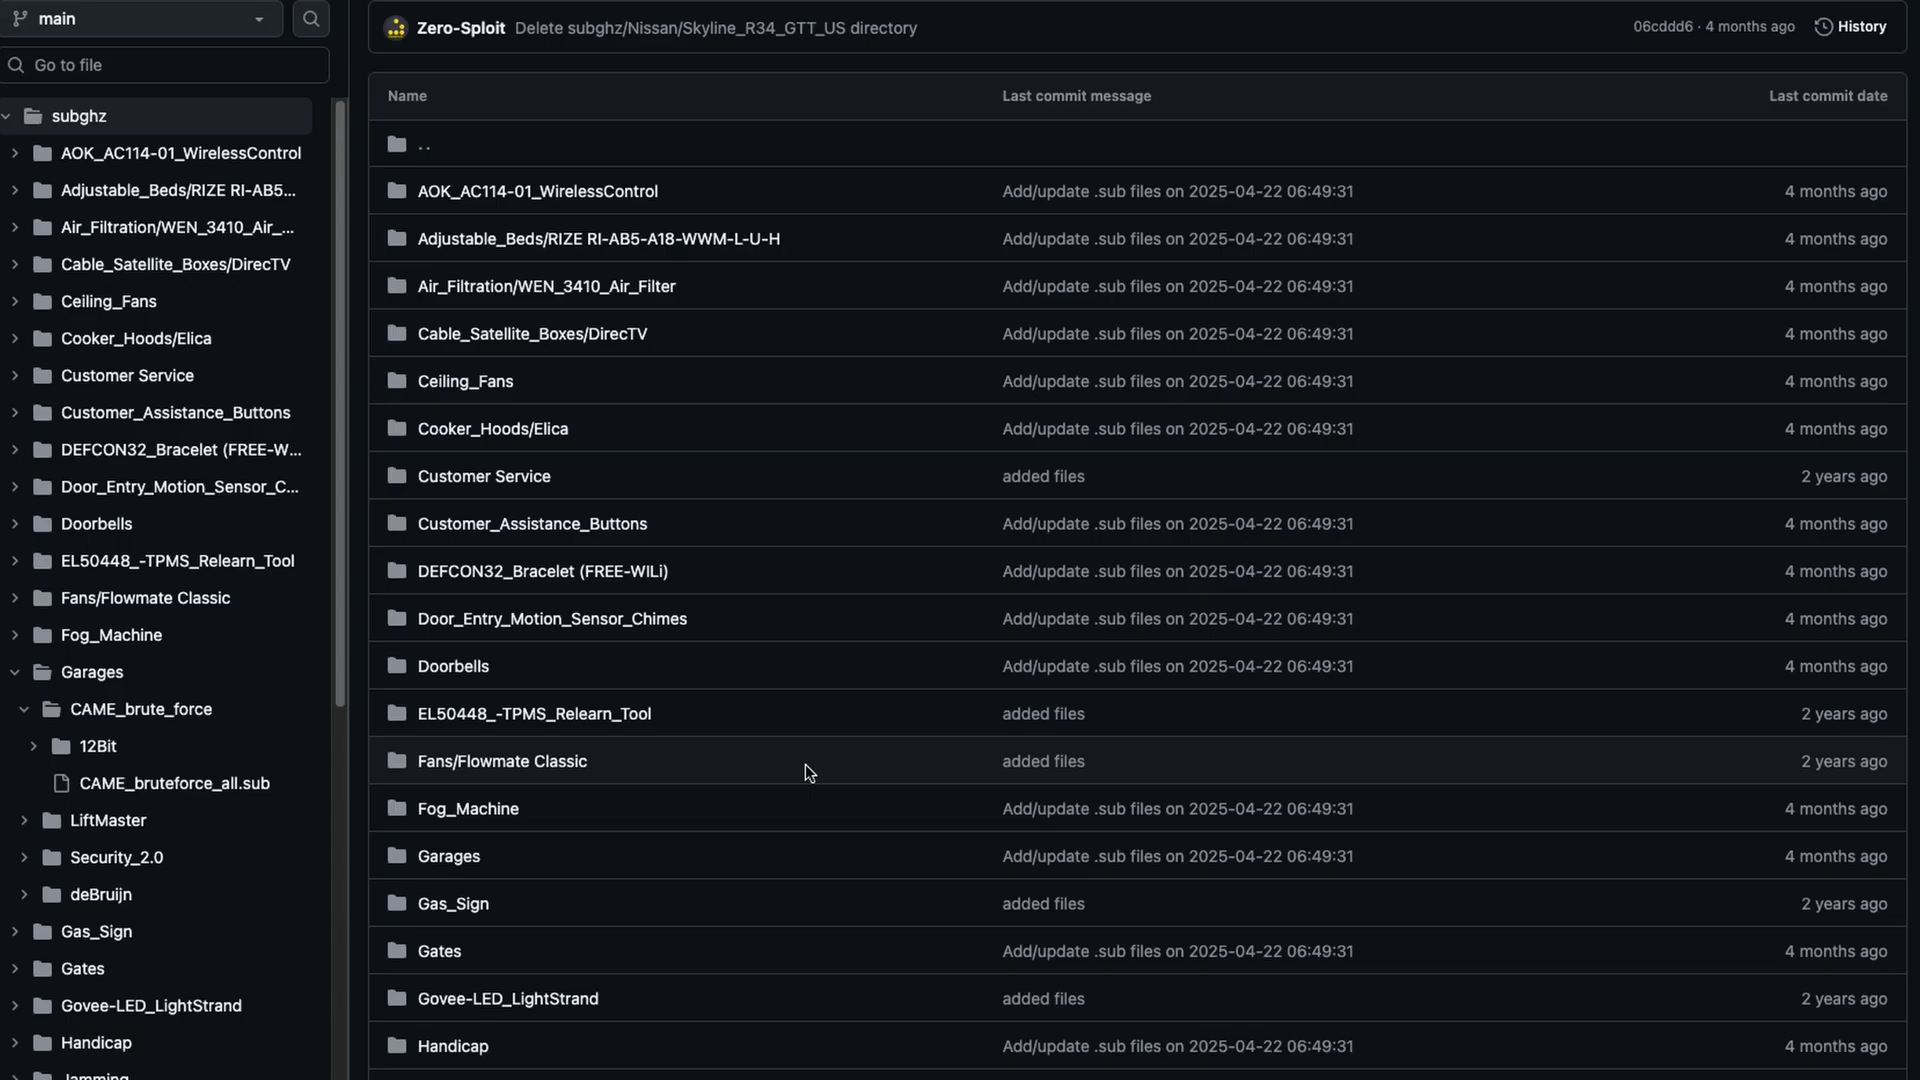 main
Go to file
subghz
AOK_AC114-01_WirelessControl
Adjustable_Beds/RIZE RI-AB5...
Air_Filtration/WEN_3410_Air_...
Cable_Satellite_Boxes/DirecTV
Ceiling_Fans
Cooker_Hoods/Elica
Customer Service
Customer_Assistance_Buttons
DEFCON32_Bracelet (FREE-W...
Door_Entry_Motion_Sensor_C...
Doorbells
EL50448_-TPMS_Relearn_Tool
Fans/Flowmate Classic
Fog_Machine
Garages
CAME_brute_force
12Bit
CAME_bruteforce_all.sub
LiftMaster
Security_2.0
deBruijn
Gas_Sign
Gates
Govee-LED_LightStrand
Handicap
Jamming
Zero-Sploit Delete subghz/Nissan/Skyline_R34_GTT_US directory 06cddd6 · 4 months ago History
Name Last commit message Last commit date
..
AOK_AC114-01_WirelessControl Add/update .sub files on 2025-04-22 06:49:31 4 months ago
Adjustable_Beds/RIZE RI-AB5-A18-WWM-L-U-H Add/update .sub files on 2025-04-22 06:49:31 4 months ago
Air_Filtration/WEN_3410_Air_Filter Add/update .sub files on 2025-04-22 06:49:31 4 months ago
Cable_Satellite_Boxes/DirecTV Add/update .sub files on 2025-04-22 06:49:31 4 months ago
Ceiling_Fans Add/update .sub files on 2025-04-22 06:49:31 4 months ago
Cooker_Hoods/Elica Add/update .sub files on 2025-04-22 06:49:31 4 months ago
Customer Service added files 2 years ago
Customer_Assistance_Buttons Add/update .sub files on 2025-04-22 06:49:31 4 months ago
DEFCON32_Bracelet (FREE-WILi) Add/update .sub files on 2025-04-22 06:49:31 4 months ago
Door_Entry_Motion_Sensor_Chimes Add/update .sub files on 2025-04-22 06:49:31 4 months ago
Doorbells Add/update .sub files on 2025-04-22 06:49:31 4 months ago
EL50448_-TPMS_Relearn_Tool added files 2 years ago
Fans/Flowmate Classic added files 2 years ago
Fog_Machine Add/update .sub files on 2025-04-22 06:49:31 4 months ago
Garages Add/update .sub files on 2025-04-22 06:49:31 4 months ago
Gas_Sign added files 2 years ago
Gates Add/update .sub files on 2025-04-22 06:49:31 4 months ago
Govee-LED_LightStrand added files 2 years ago
Handicap Add/update .sub files on 2025-04-22 06:49:31 4 months ago